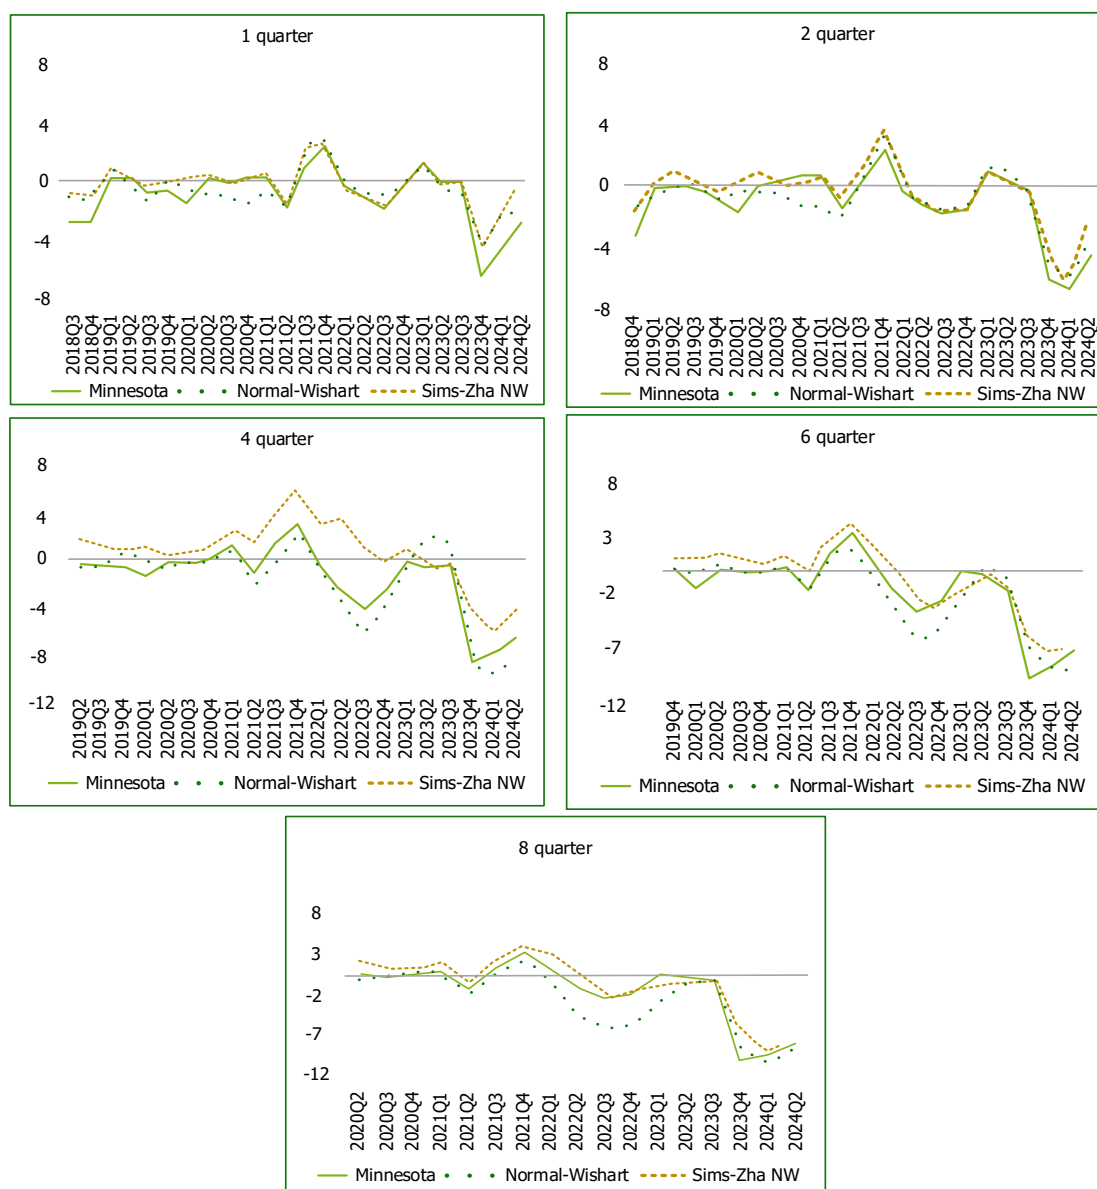 1 quarter
8
4
0
-4
-8
2018Q3
2018Q4
2019Q1
2019Q2
2019Q3
2019Q4
2020Q1
2020Q2
2020Q3
2020Q4
2021Q1
2021Q2
2021Q3
2021Q4
2022Q1
2022Q2
2022Q3
2022Q4
2023Q1
2023Q2
2023Q3
2023Q4
2024Q1
2024Q2
Minnesota Normal-Wishart Sims-Zha NW
2 quarter
8
4
0
-4
-8
2018Q4
2019Q1
2019Q2
2019Q3
2019Q4
2020Q1
2020Q2
2020Q3
2020Q4
2021Q1
2021Q2
2021Q3
2021Q4
2022Q1
2022Q2
2022Q3
2022Q4
2023Q1
2023Q2
2023Q3
2023Q4
2024Q1
2024Q2
Minnesota Normal-Wishart Sims-Zha NW
4 quarter
8
4
0
-4
-8
-12
2019Q2
2019Q3
2019Q4
2020Q1
2020Q2
2020Q3
2020Q4
2021Q1
2021Q2
2021Q3
2021Q4
2022Q1
2022Q2
2022Q3
2022Q4
2023Q1
2023Q2
2023Q3
2023Q4
2024Q1
2024Q2
Minnesota Normal-Wishart Sims-Zha NW
6 quarter
8
3
-2
-7
-12
2019Q4
2020Q1
2020Q2
2020Q3
2020Q4
2021Q1
2021Q2
2021Q3
2021Q4
2022Q1
2022Q2
2022Q3
2022Q4
2023Q1
2023Q2
2023Q3
2023Q4
2024Q1
2024Q2
Minnesota Normal-Wishart Sims-Zha NW
8 quarter
8
3
-2
-7
-12
2020Q2
2020Q3
2020Q4
2021Q1
2021Q2
2021Q3
2021Q4
2022Q1
2022Q2
2022Q3
2022Q4
2023Q1
2023Q2
2023Q3
2023Q4
2024Q1
2024Q2
Minnesota Normal-Wishart Sims-Zha NW